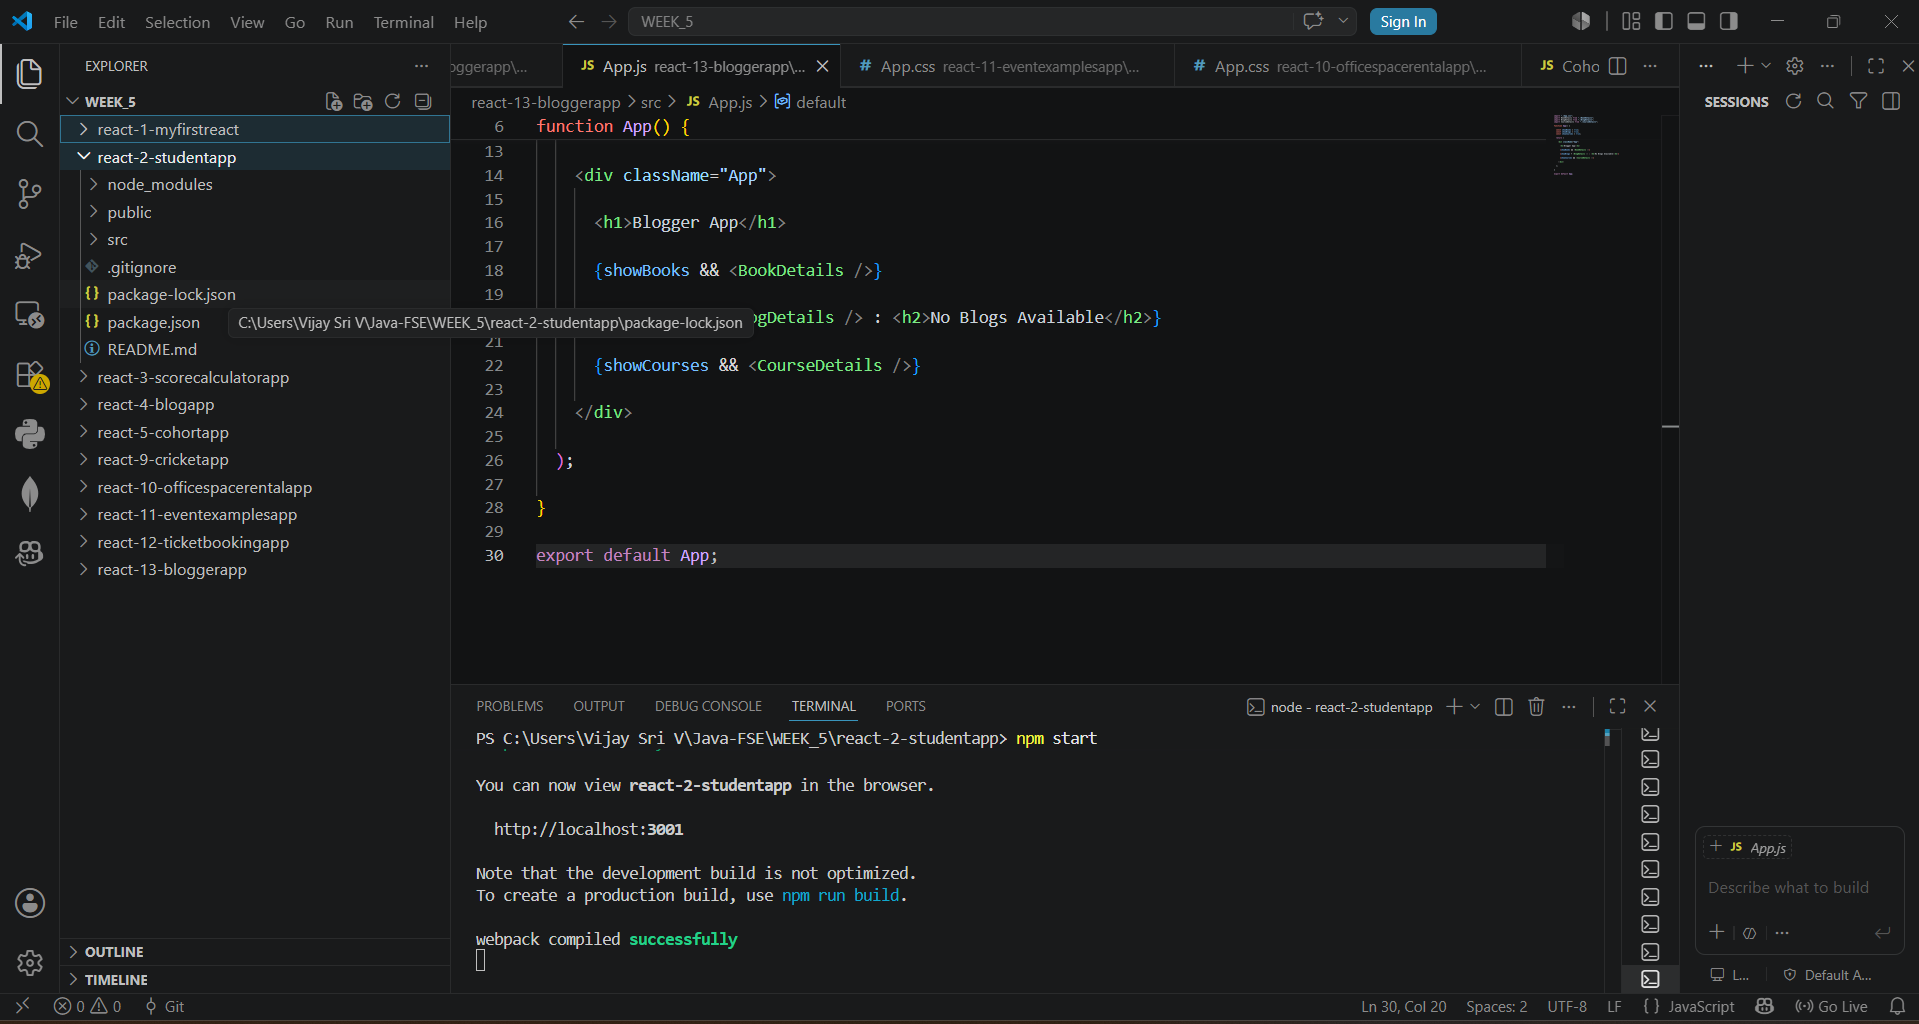 File Edit Selection View Go Run Terminal Help
WEEK_5
Sign In
EXPLORER
WEEK_5
react-1-myfirstreact
react-2-studentapp
node_modules
public
src
.gitignore
package-lock.json
package.json
README.md
react-3-scorecalculatorapp
react-4-blogapp
react-5-cohortapp
react-9-cricketapp
react-10-officespacerentalapp
react-11-eventexamplesapp
react-12-ticketbookingapp
react-13-bloggerapp
OUTLINE
TIMELINE
C:\Users\Vijay Sri V\Java-FSE\WEEK_5\react-2-studentapp\package-lock.json
oggerapp\...
JS App.js react-13-bloggerapp\...
# App.css react-11-eventexamplesapp\...
# App.css react-10-officespacerentalapp\...
JS Coho
react-13-bloggerapp > src > JS App.js > default
6 function App() {
13
14 <div className="App">
15
16 <h1>Blogger App</h1>
17
18 {showBooks && <BookDetails />}
19
ogDetails /> : <h2>No Blogs Available</h2>}
21
22 {showCourses && <CourseDetails />}
23
24 </div>
25
26 );
27
28 }
29
30 export default App;
PROBLEMS OUTPUT DEBUG CONSOLE TERMINAL PORTS
node - react-2-studentapp
PS C:\Users\Vijay Sri V\Java-FSE\WEEK_5\react-2-studentapp> npm start
You can now view react-2-studentapp in the browser.
http://localhost:3001
Note that the development build is not optimized.
To create a production build, use npm run build.
webpack compiled successfully
SESSIONS
JS App.js
Describe what to build
L...
Default A...
0 0 Git
Ln 30, Col 20 Spaces: 2 UTF-8 LF {} JavaScript Go Live